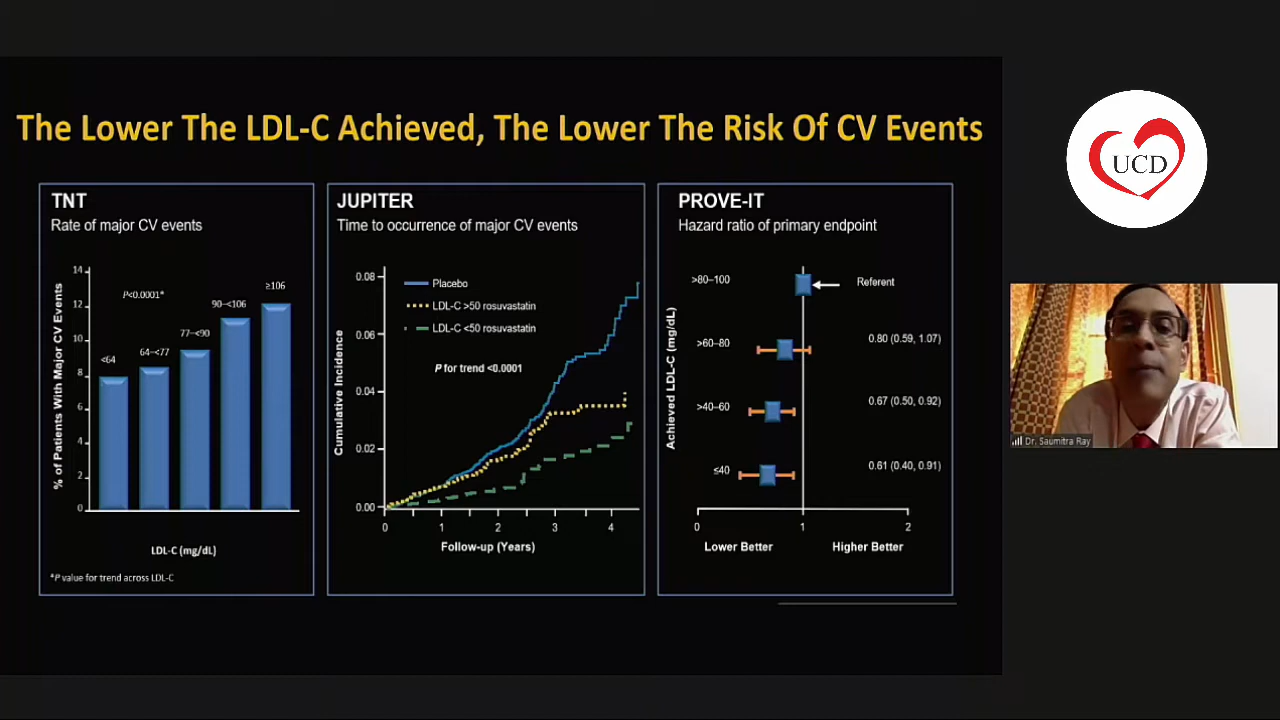 The Lower The LDL-C Achieved, The Lower The Risk Of CV Events
TNT
Rate of major CV events
% of Patients With Major CV Events
14
12
10
8
6
4
2
0
P<0.0001*
<64
64–<77
77–<90
90–<106
≥106
LDL-C (mg/dL)
*P value for trend across LDL-C
JUPITER
Time to occurrence of major CV events
Cumulative Incidence
0.08
0.06
0.04
0.02
0.00
Placebo
LDL-C >50 rosuvastatin
LDL-C <50 rosuvastatin
P for trend <0.0001
0 1 2 3 4
Follow-up (Years)
PROVE-IT
Hazard ratio of primary endpoint
Achieved LDL-C (mg/dL)
>80–100 Referent
>60–80 0.80 (0.59, 1.07)
>40–60 0.67 (0.50, 0.92)
≤40 0.61 (0.40, 0.91)
0 1 2
Lower Better Higher Better
UCD
Dr. Saumitra Ray